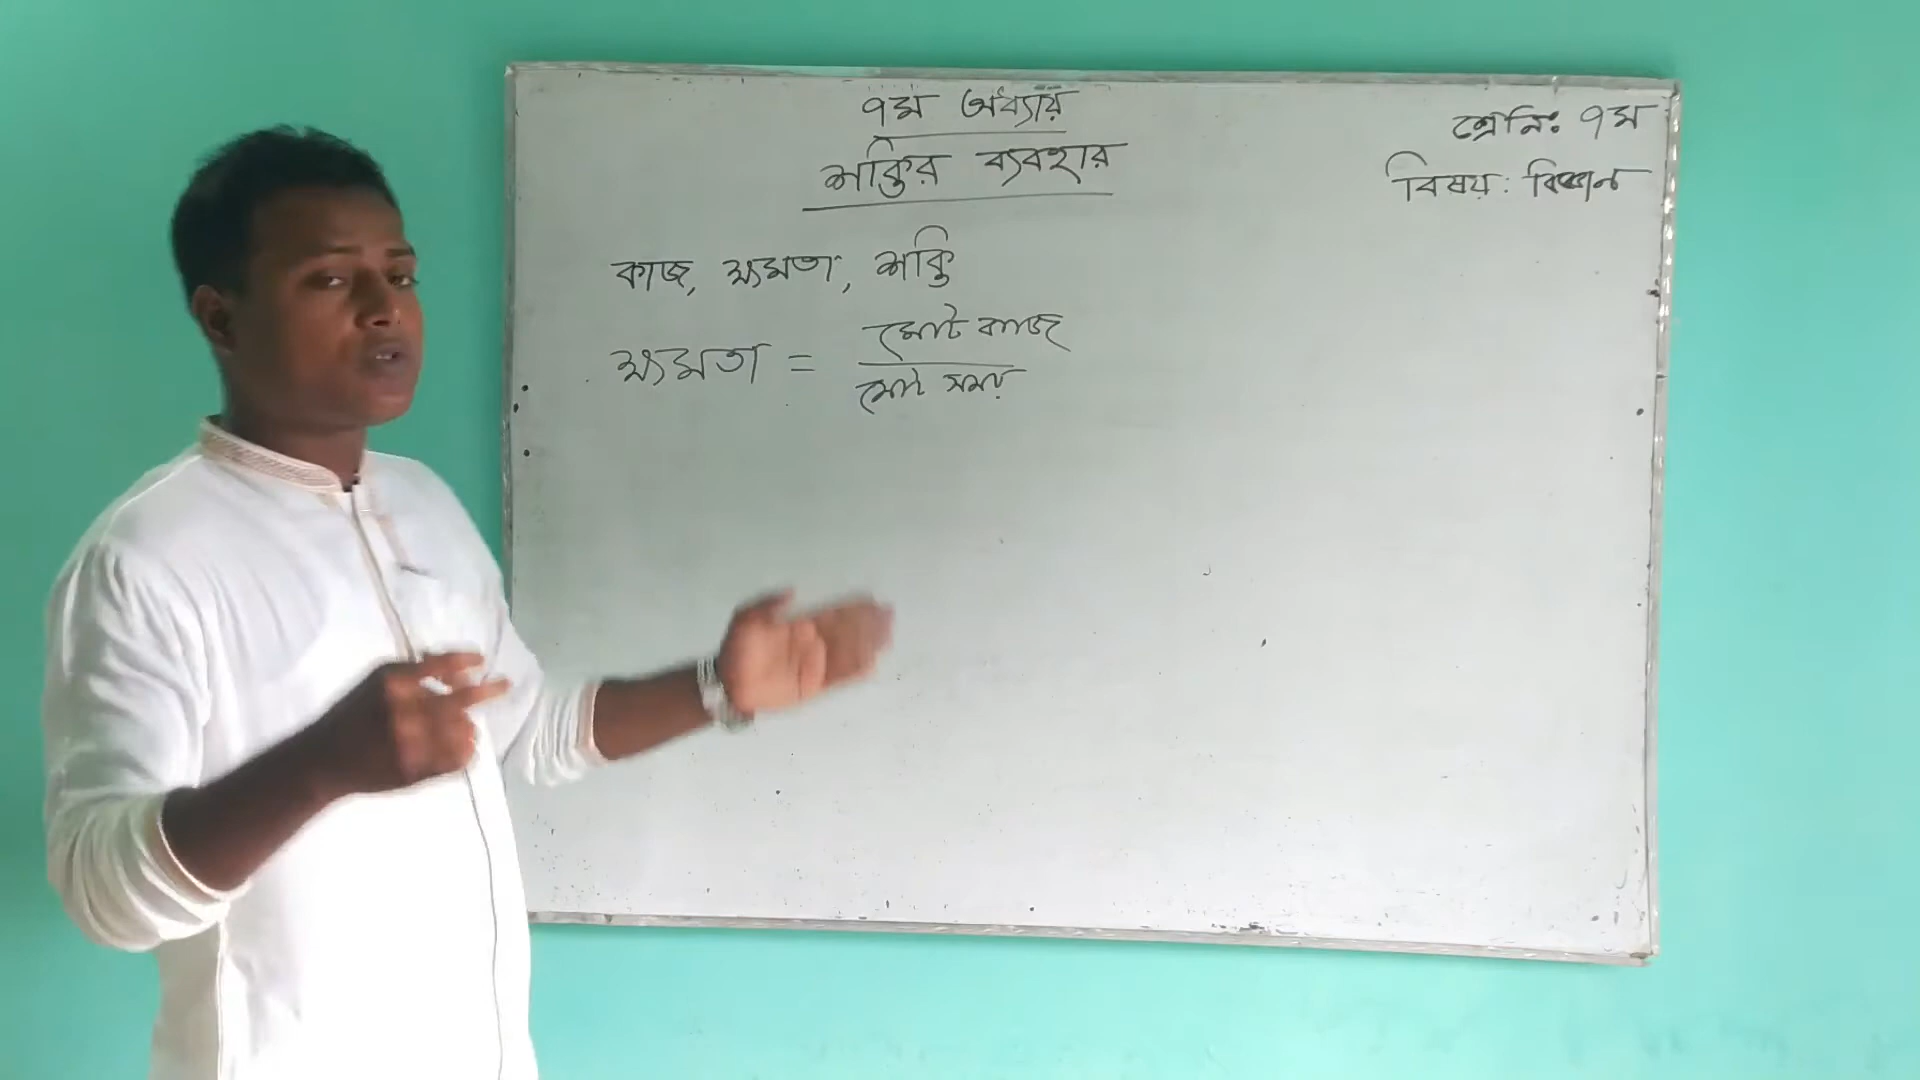 ৭ম অধ্যায়
শক্তির ব্যবহার
শ্রেনিঃ ৭ম
বিষয়: বিজ্ঞান
কাজ, ক্ষমতা, শক্তি
ক্ষমতা = মোট কাজ
মোট সময়